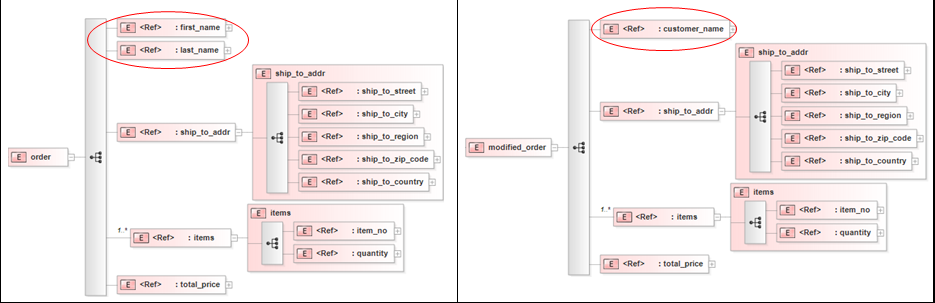 E <Ref> : first_name
E <Ref> : last_name
E ship_to_addr
E <Ref> : ship_to_street
E <Ref> : ship_to_city
E <Ref> : ship_to_addr
E <Ref> : ship_to_region
E order
E <Ref> : ship_to_zip_code
E <Ref> : ship_to_country
E items
E <Ref> : item_no
1..*
E <Ref> : items
E <Ref> : quantity
E <Ref> : total_price
E <Ref> : customer_name
E ship_to_addr
E <Ref> : ship_to_street
E <Ref> : ship_to_city
E <Ref> : ship_to_addr
E <Ref> : ship_to_region
E <Ref> : ship_to_zip_code
E modified_order
E <Ref> : ship_to_country
E items
E <Ref> : item_no
1..*
E <Ref> : items
E <Ref> : quantity
E <Ref> : total_price